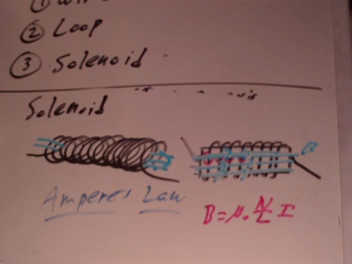 ② Loop
③ Solenoid
Solenoid
B
Ampere's Law
B = μ₀ N/L I